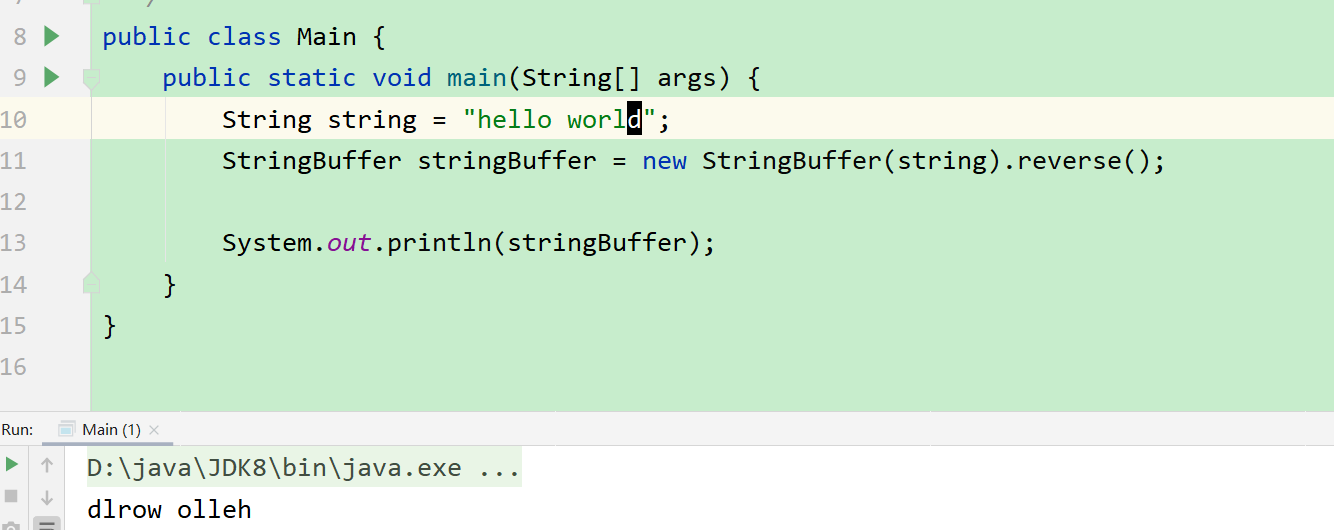 8 public class Main {
9 public static void main(String[] args) {
10 String string = "hello world";
11 StringBuffer stringBuffer = new StringBuffer(string).reverse();
12
13 System.out.println(stringBuffer);
14 }
15 }
16
Run: Main (1)
D:\java\JDK8\bin\java.exe ...
dlrow olleh